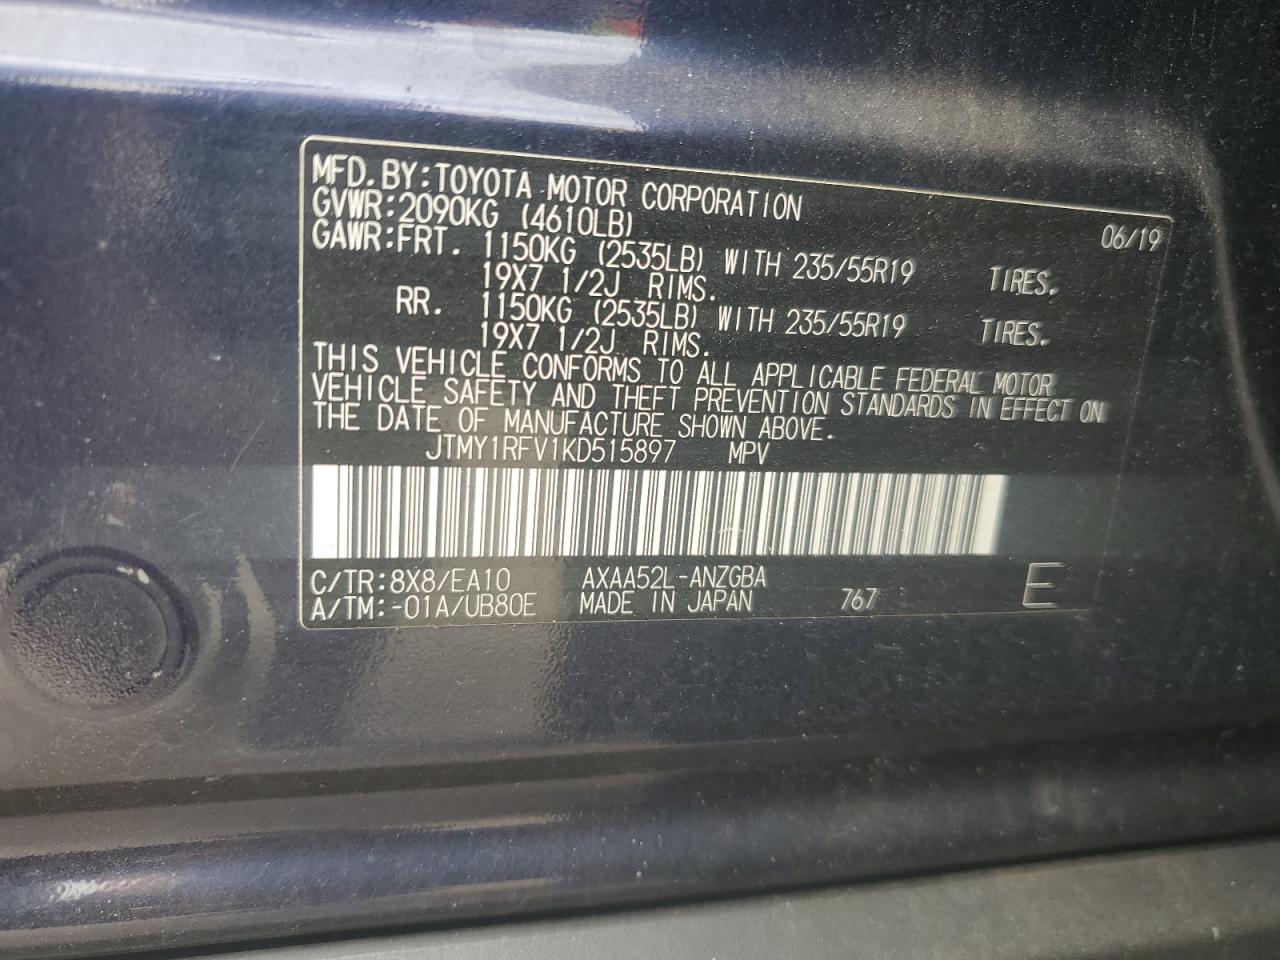 MFD.BY:TOYOTA MOTOR CORPORATION 06/19
GVWR:2090KG (4610LB)
GAWR:FRT. 1150KG (2535LB) WITH 235/55R19 TIRES.
19X7 1/2J RIMS.
RR. 1150KG (2535LB) WITH 235/55R19 TIRES.
19X7 1/2J RIMS.
THIS VEHICLE CONFORMS TO ALL APPLICABLE FEDERAL MOTOR
VEHICLE SAFETY AND THEFT PREVENTION STANDARDS IN EFFECT ON
THE DATE OF MANUFACTURE SHOWN ABOVE.
JTMY1RFV1KD515897 MPV
C/TR:8X8/EA10 AXAA52L-ANZGBA
A/TM:-01A/UB80E MADE IN JAPAN 767 E